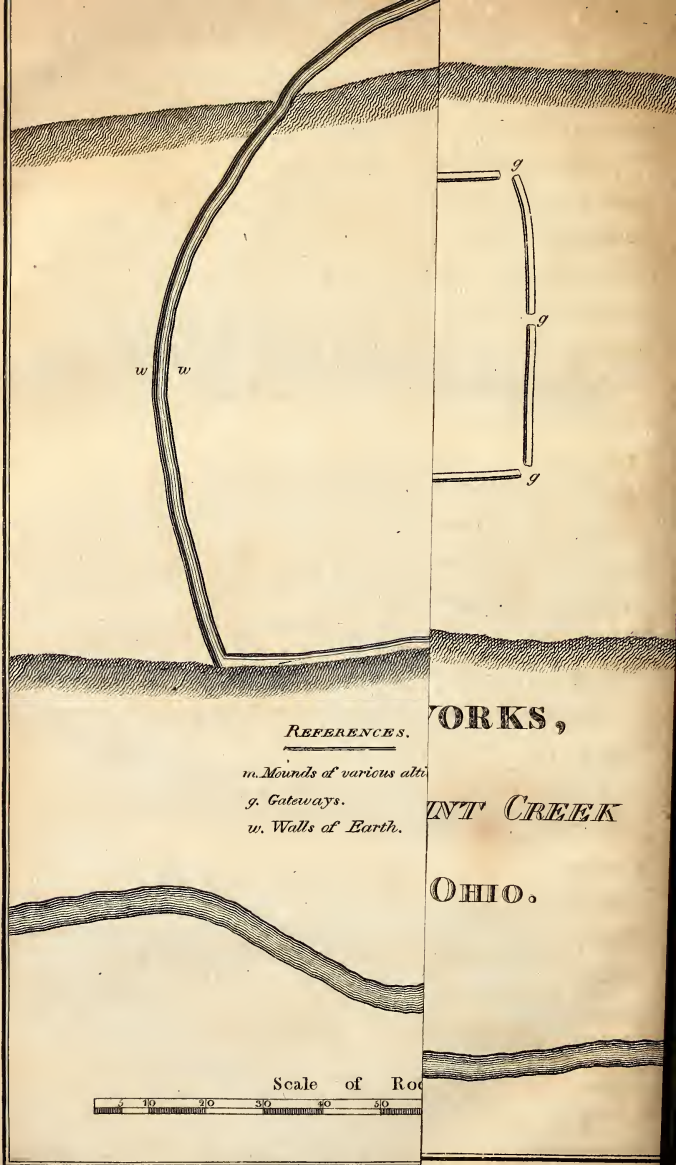 g
g
w w
g
REFERENCES.
m. Mounds of various alti
g. Gateways.
w. Walls of Earth.
ORKS,
NT CREEK
OHIO.
Scale of Ro
5 10 20 30 40 50